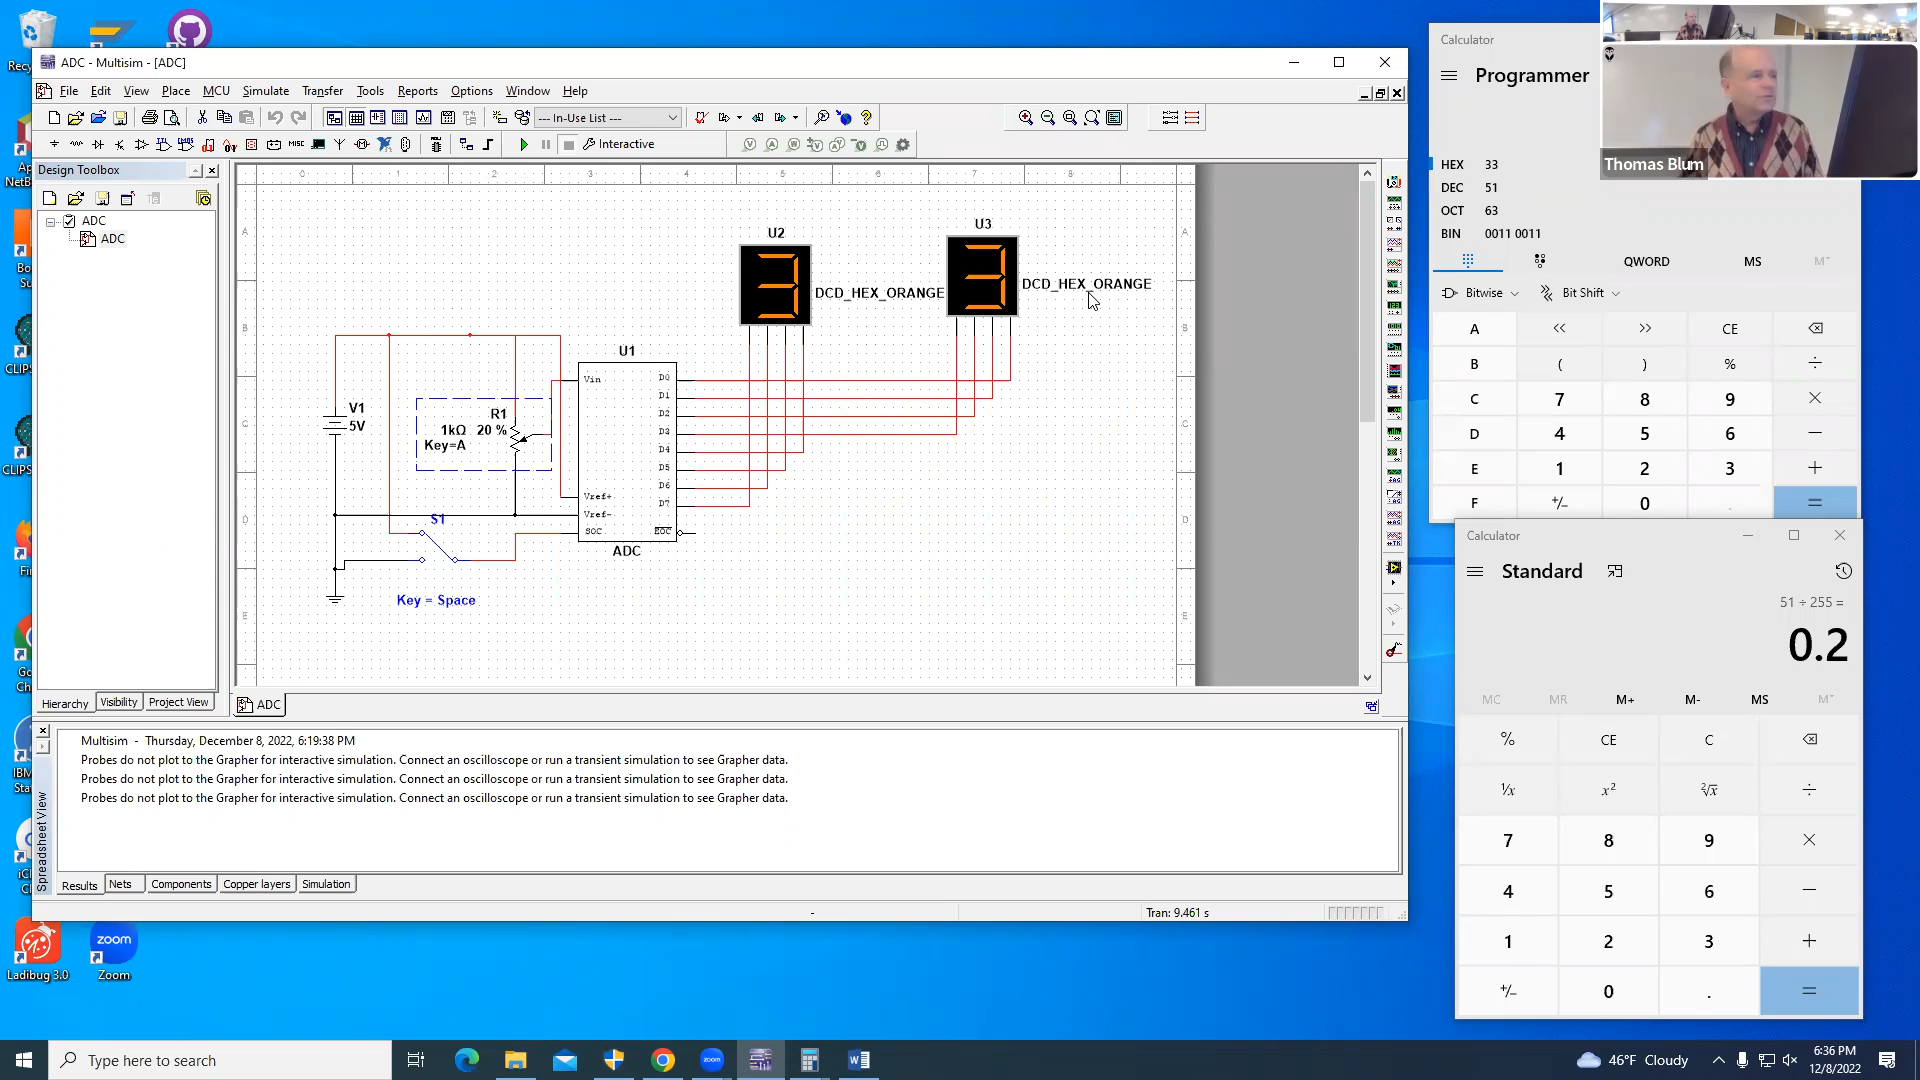 ADC - Multisim - [ADC]
File Edit View Place MCU Simulate Transfer Tools Reports Options Window Help
--- In-Use List ---
Interactive
Design Toolbox
ADC
ADC
Hierarchy Visibility Project View
0 1 2 3 4 5 6 7 8
A
B
C
D
E
A
B
C
D
E
U2
DCD_HEX_ORANGE
U3
DCD_HEX_ORANGE
U1
Vin
Vref+
Vref-
SOC
D0
D1
D2
D3
D4
D5
D6
D7
EOC
ADC
V1
5V
R1
1kΩ 20 %
Key=A
S1
Key = Space
ADC
Multisim - Thursday, December 8, 2022, 6:19:38 PM
Probes do not plot to the Grapher for interactive simulation. Connect an oscilloscope or run a transient simulation to see Grapher data.
Probes do not plot to the Grapher for interactive simulation. Connect an oscilloscope or run a transient simulation to see Grapher data.
Probes do not plot to the Grapher for interactive simulation. Connect an oscilloscope or run a transient simulation to see Grapher data.
Spreadsheet View
Results Nets Components Copper layers Simulation
-
Tran: 9.461 s
Calculator
Programmer
HEX 33
DEC 51
OCT 63
BIN 0011 0011
QWORD MS
Bitwise Bit Shift
A << >> CE
B ( ) % ÷
C 7 8 9 ×
D 4 5 6 −
E 1 2 3 +
F +/− 0 . =
Thomas Blum
Calculator
Standard
51 ÷ 255 =
0.2
MC MR M+ M- MS
% CE C
1/x x² ²√x ÷
7 8 9 ×
4 5 6 −
1 2 3 +
+/− 0 . =
Ladibug 3.0
zoom
Zoom
Type here to search
46°F Cloudy
6:36 PM
12/8/2022